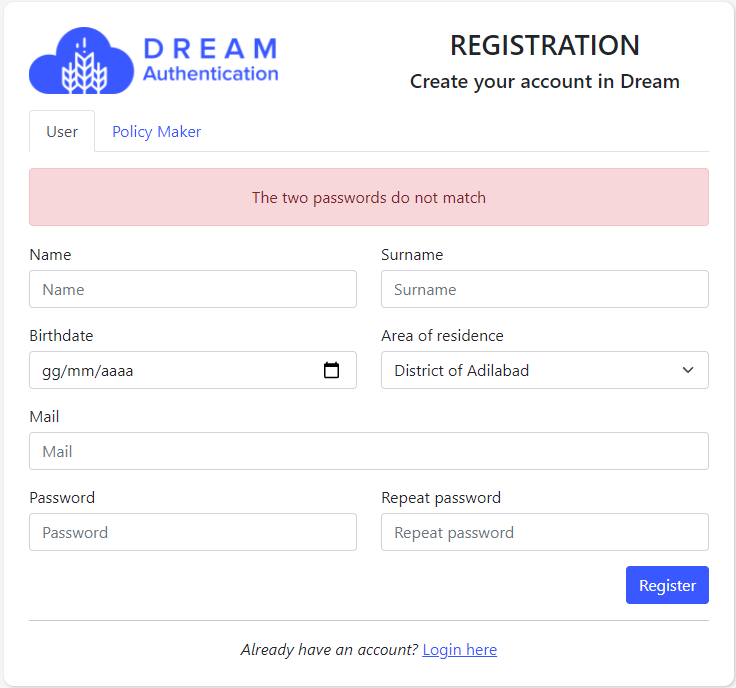 DREAM
Authentication
REGISTRATION
Create your account in Dream
User
Policy Maker
The two passwords do not match
Name
Surname
Name
Surname
Birthdate
Area of residence
gg/mm/aaaa
District of Adilabad
Mail
Mail
Password
Repeat password
Password
Repeat password
Register
Already have an account? Login here